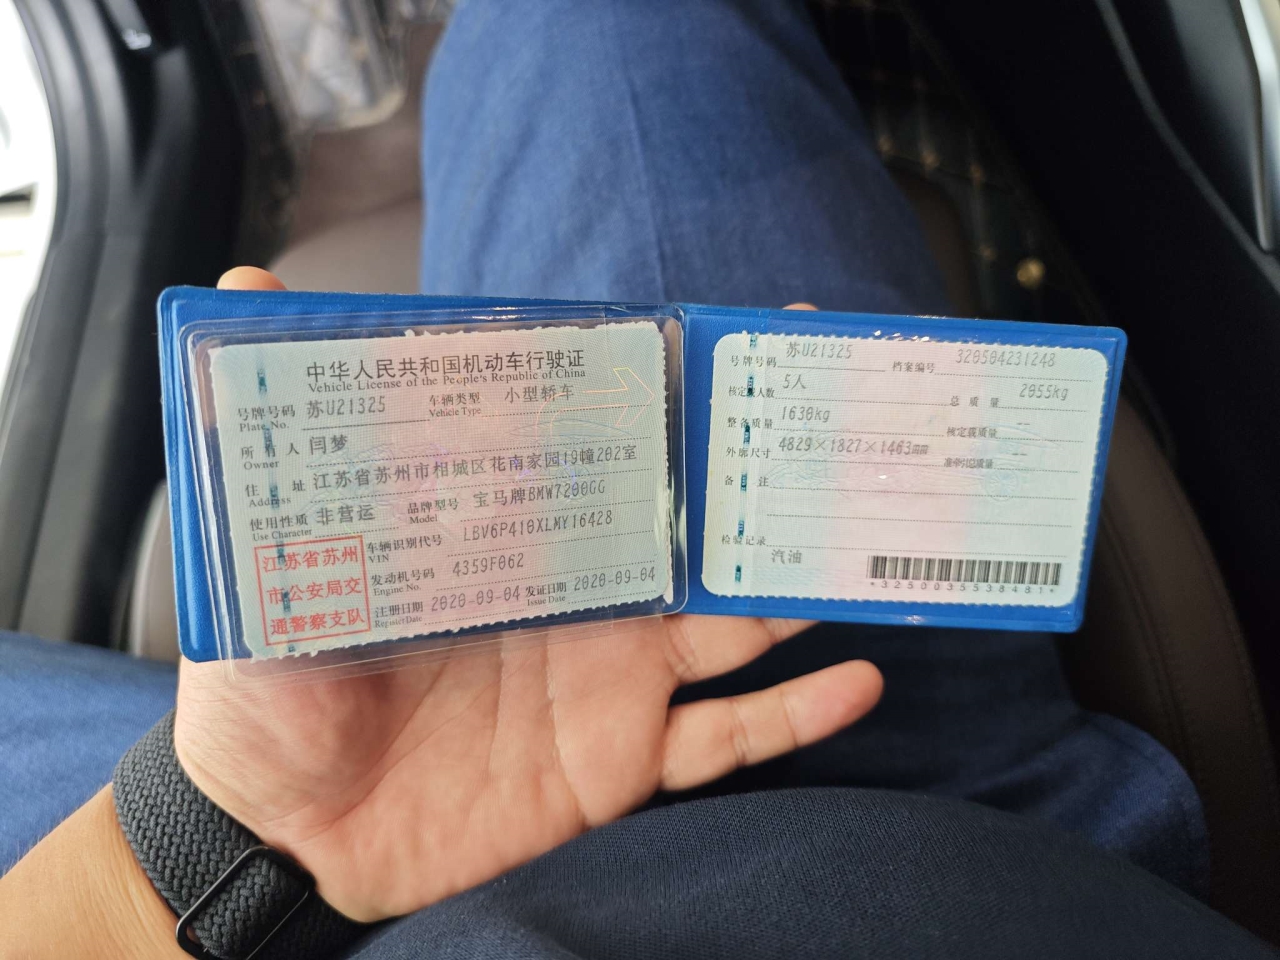 中华人民共和国机动车行驶证
Vehicle License of the People's Republic of China
号牌号码 苏U21325 车辆类型 小型轿车
Plate No. Vehicle Type
所有人 闫梦
Owner
住址 江苏省苏州市相城区花南家园19幢202室
Address
使用性质 非营运 品牌型号 宝马牌BMW7200GG
Use Character Model
江苏省苏州
市公安局交
通警察支队
车辆识别代号 LBV6P410XLMY16428
VIN
发动机号码 4359F062
Engine No.
注册日期 2020-09-04 发证日期 2020-09-04
Register Date Issue Date
号牌号码 苏U21325 档案编号 320504231248
核定载人数 5人 总质量 2055kg
整备质量 1630kg 核定载质量 --
外廓尺寸 4829×1827×1463mm 准牵引总质量 --
备注
检验记录
汽油
*3250035538481*